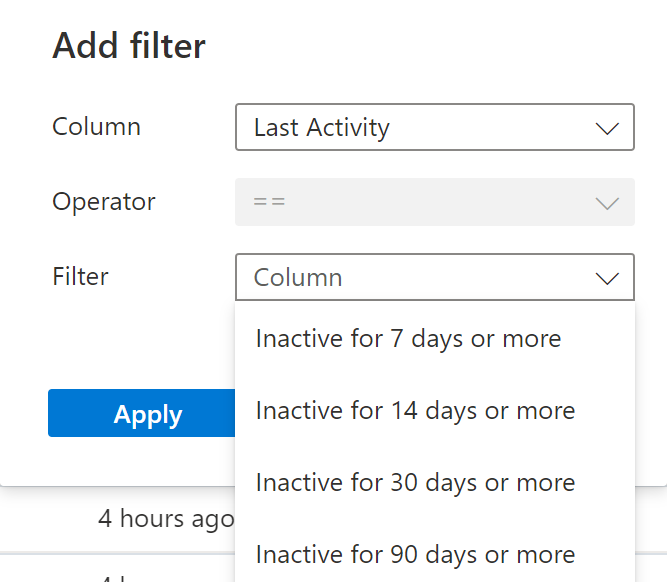 Add filter
Column
Last Activity
Operator
==
Filter
Column
Inactive for 7 days or more
Inactive for 14 days or more
Apply
Inactive for 30 days or more
4 hours ago
Inactive for 90 days or more